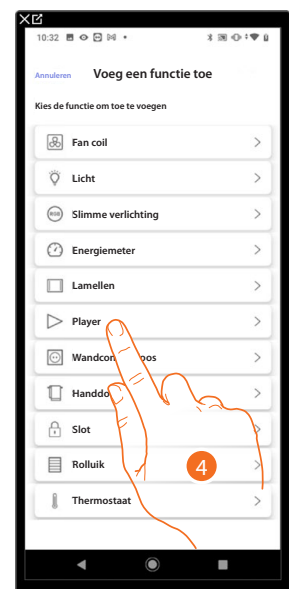 10:32
Annuleren Voeg een functie toe
Kies de functie om toe te voegen
Fan coil
Licht
RGB Slimme verlichting
Energiemeter
Lamellen
Player
Slot
Rolluik
4
Thermostaat